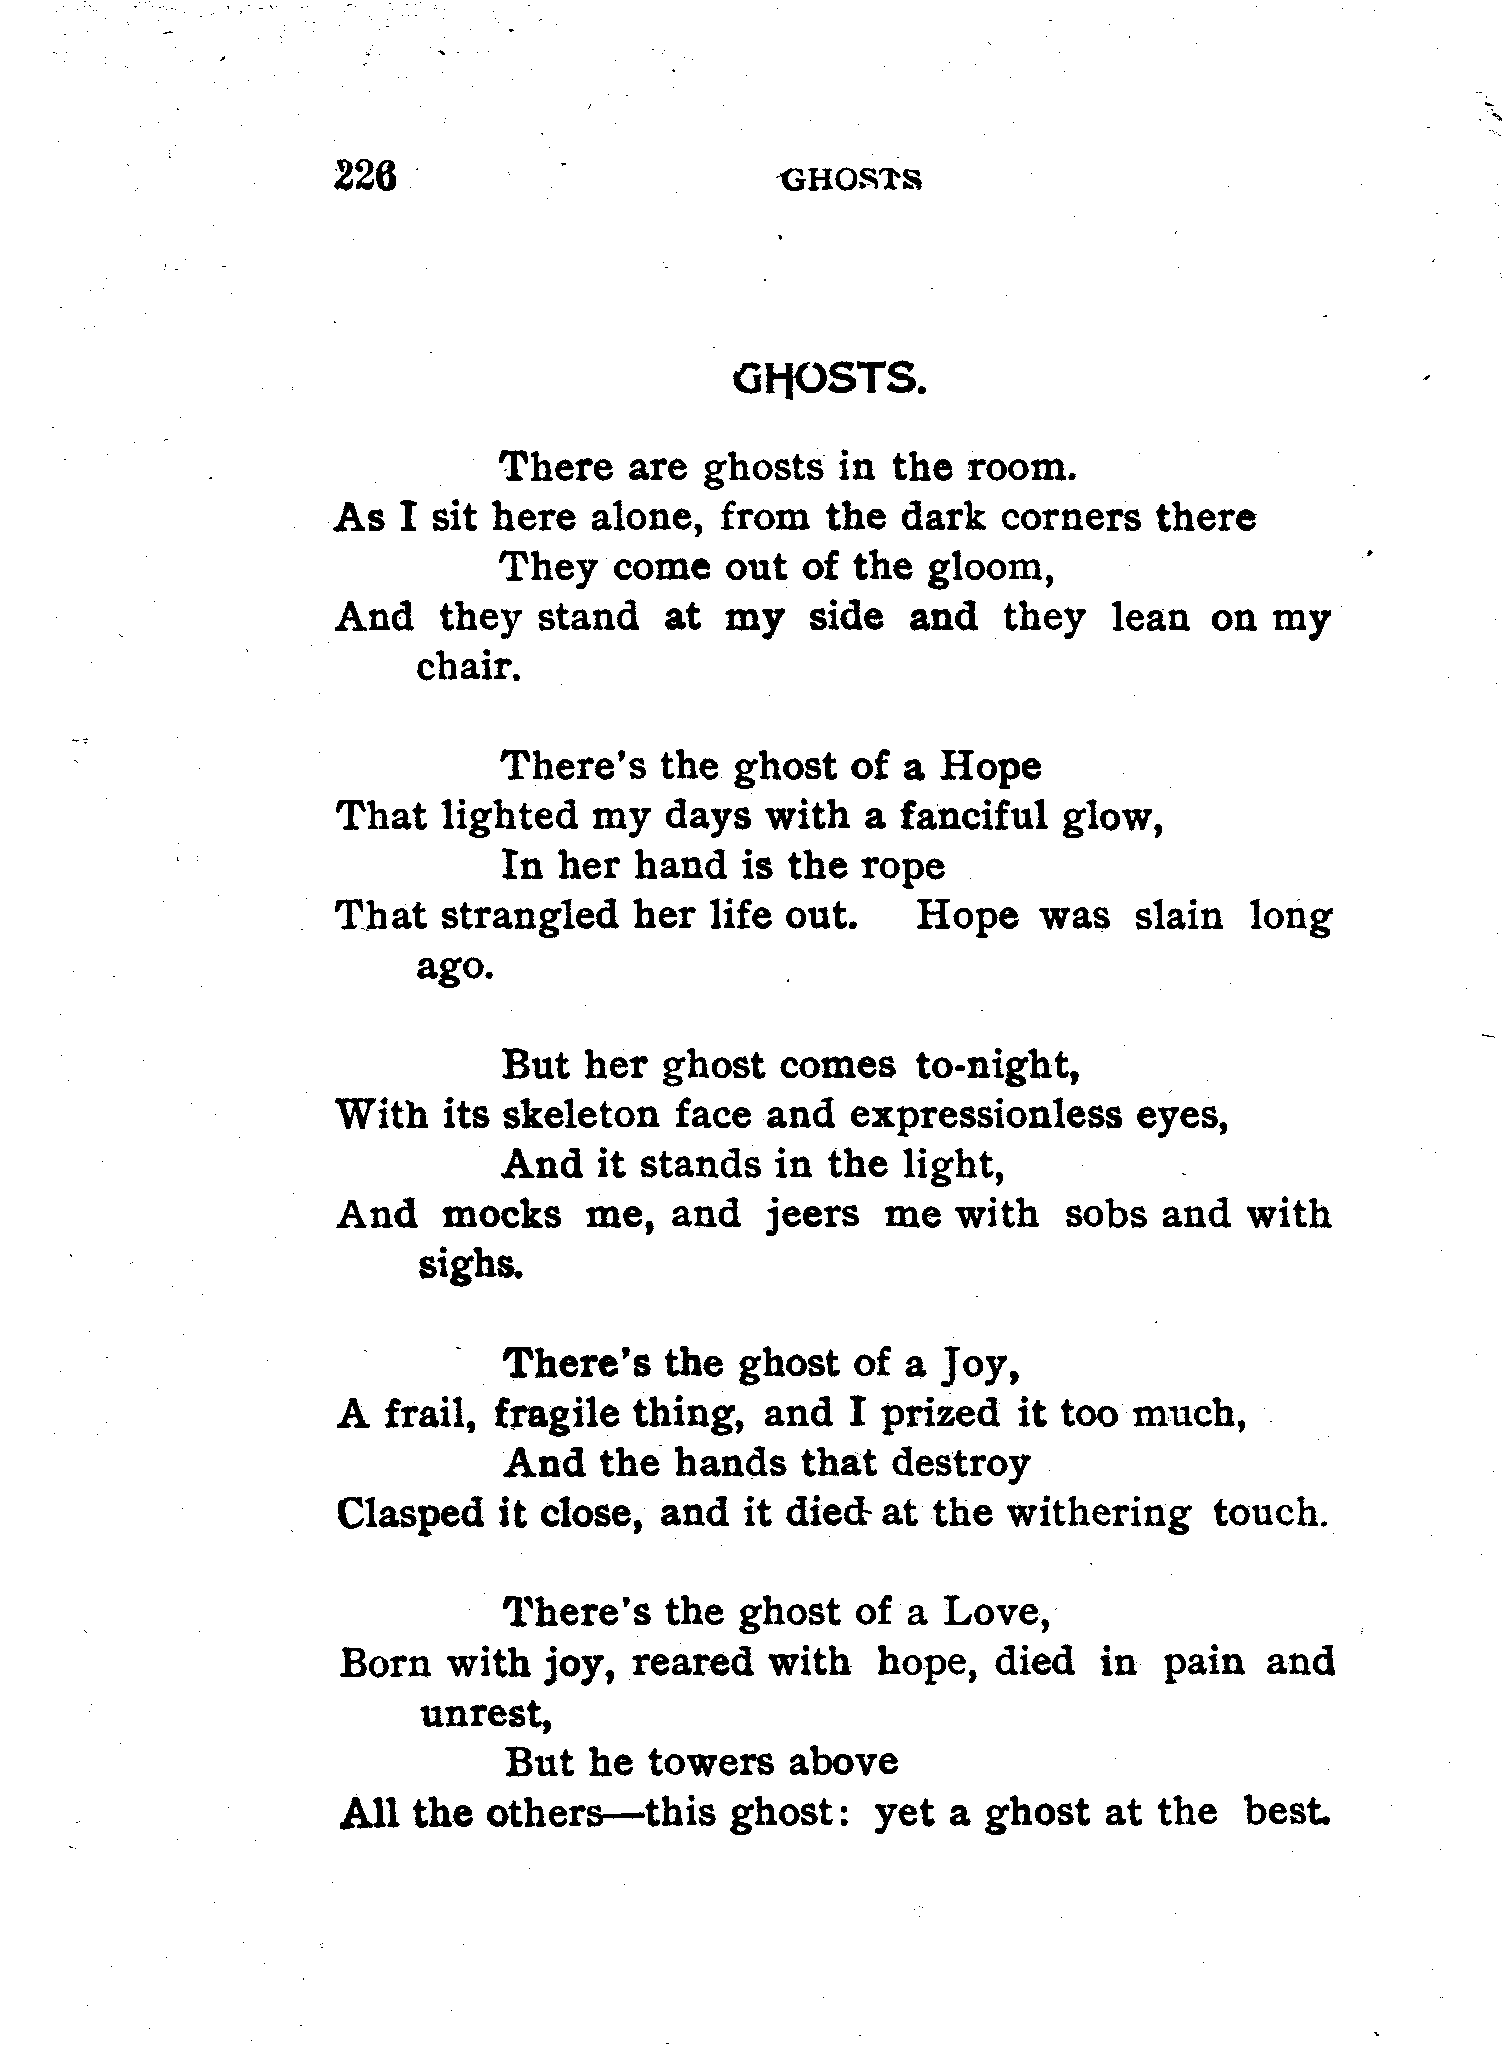 226 GHOSTS
GHOSTS.
There are ghosts in the room.
As I sit here alone, from the dark corners there
They come out of the gloom,
And they stand at my side and they lean on my
chair.
There's the ghost of a Hope
That lighted my days with a fanciful glow,
In her hand is the rope
That strangled her life out. Hope was slain long
ago.
But her ghost comes to-night,
With its skeleton face and expressionless eyes,
And it stands in the light,
And mocks me, and jeers me with sobs and with
sighs.
There's the ghost of a Joy,
A frail, fragile thing, and I prized it too much,
And the hands that destroy
Clasped it close, and it died at the withering touch.
There's the ghost of a Love,
Born with joy, reared with hope, died in pain and
unrest,
But he towers above
All the others—this ghost: yet a ghost at the best.